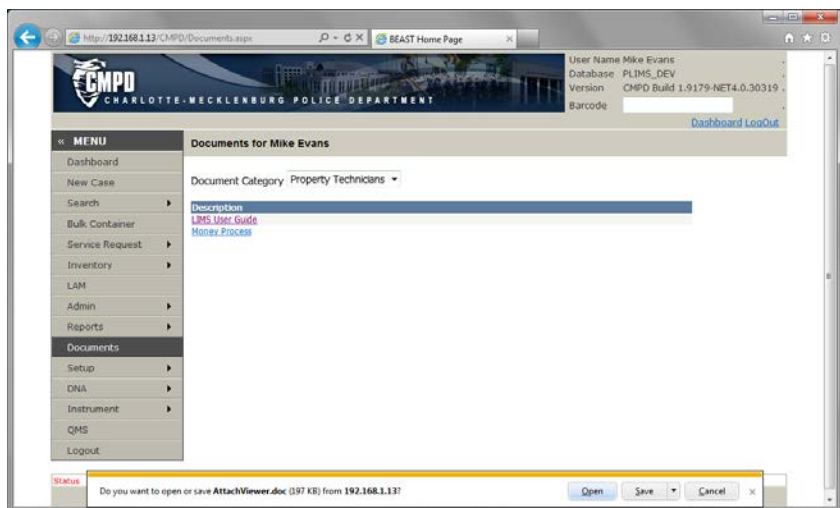 http://192.168.1.13/CMPD/Documents.aspx
BEAST Home Page
CMPD
CHARLOTTE-MECKLENBURG POLICE DEPARTMENT
User Name Mike Evans
Database PLIMS_DEV
Version CMPD Build 1.9179-NET4.0.30319
Barcode
Dashboard LogOut
« MENU
Documents for Mike Evans
Dashboard
New Case
Document Category Property Technicians
Search
Description
LIMS User Guide
Bulk Container
Money Process
Service Request
Inventory
LAM
Admin
Reports
Documents
Setup
DNA
Instrument
QMS
Logout
Status
Do you want to open or save AttachViewer.doc (197 KB) from 192.168.1.13?
Open
Save
Cancel